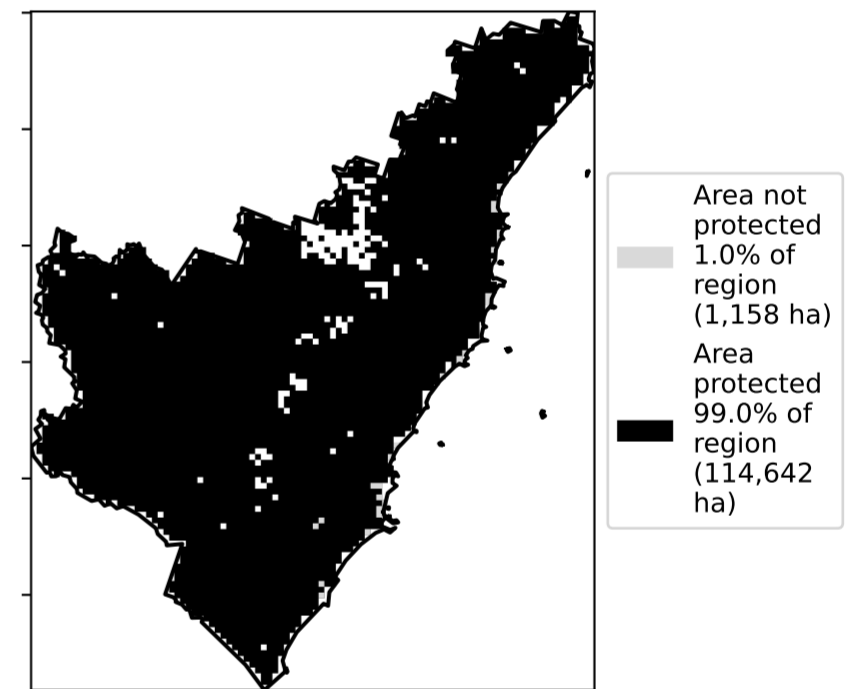 Area not
protected
1.0% of
region
(1,158 ha)
Area
protected
99.0% of
region
(114,642
ha)